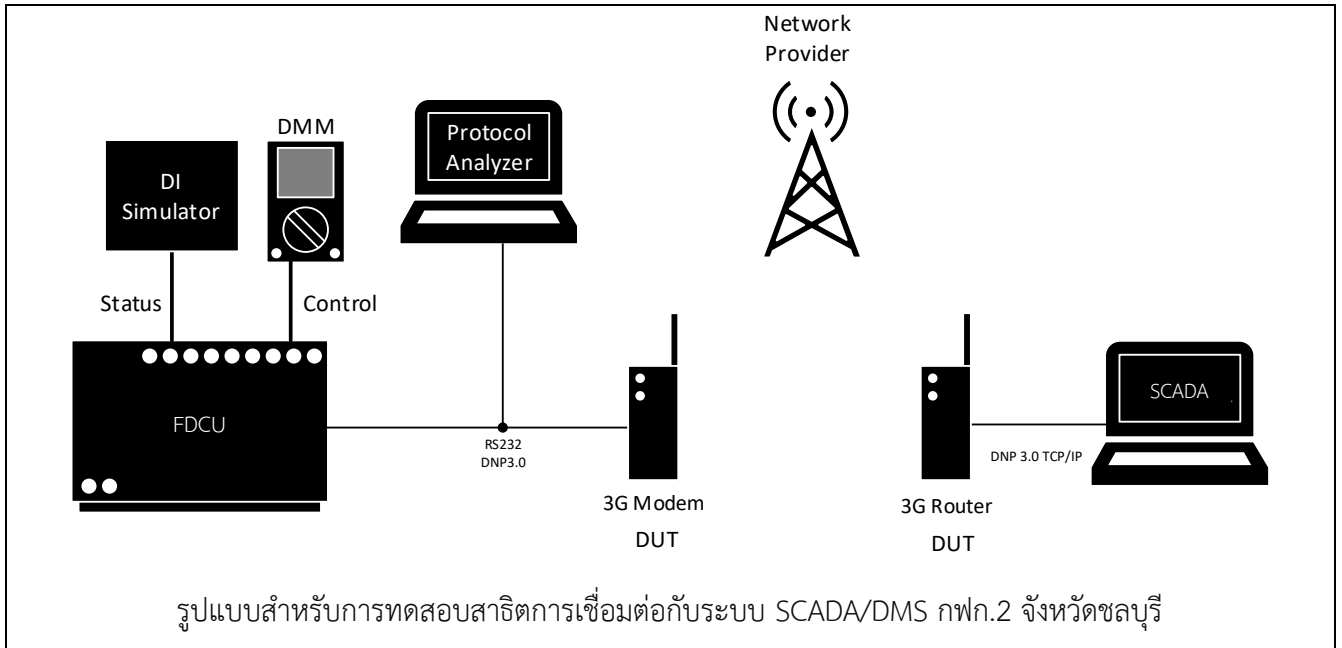 Network
Provider
DMM
Protocol
Analyzer
DI
Simulator
Status
Control
FDCU
RS232
DNP3.0
SCADA
DNP 3.0 TCP/IP
3G Modem
DUT
3G Router
DUT
รูปแบบสำหรับการทดสอบสาธิตการเชื่อมต่อกับระบบ SCADA/DMS กฟก.2 จังหวัดชลบุรี